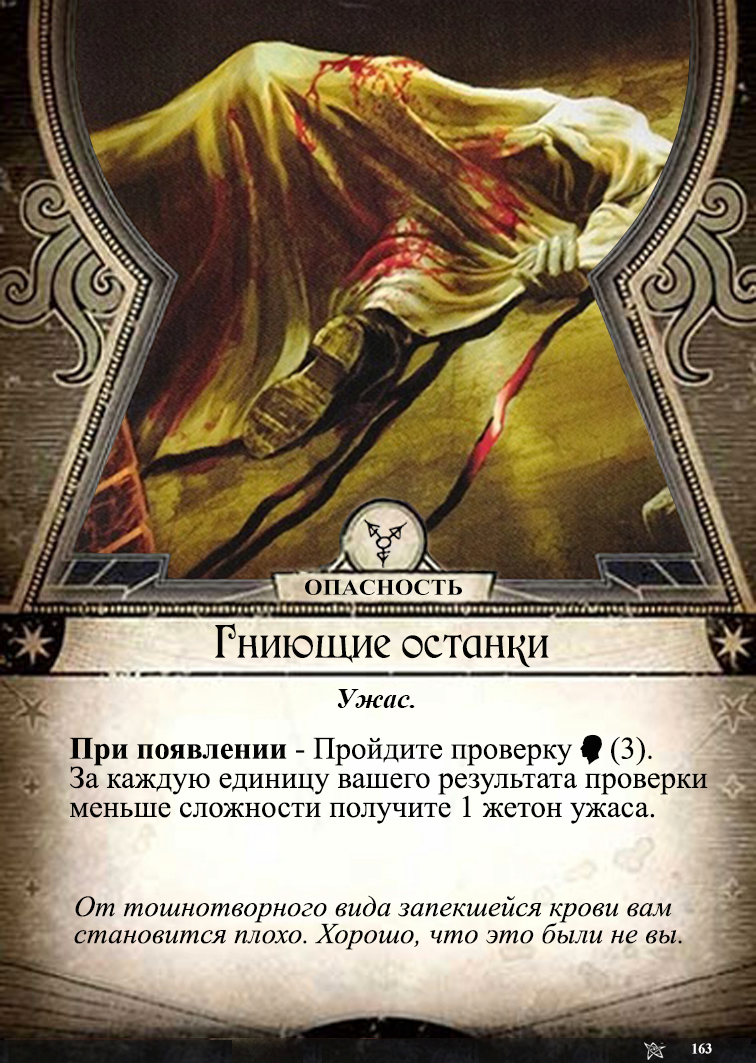 ОПАСНОСТЬ
Гниющие останки
Ужас.
При появлении - Пройдите проверку (3).
За каждую единицу вашего результата проверки
меньше сложности получите 1 жетон ужаса.
От тошнотворного вида запекшейся крови вам
становится плохо. Хорошо, что это были не вы.
163